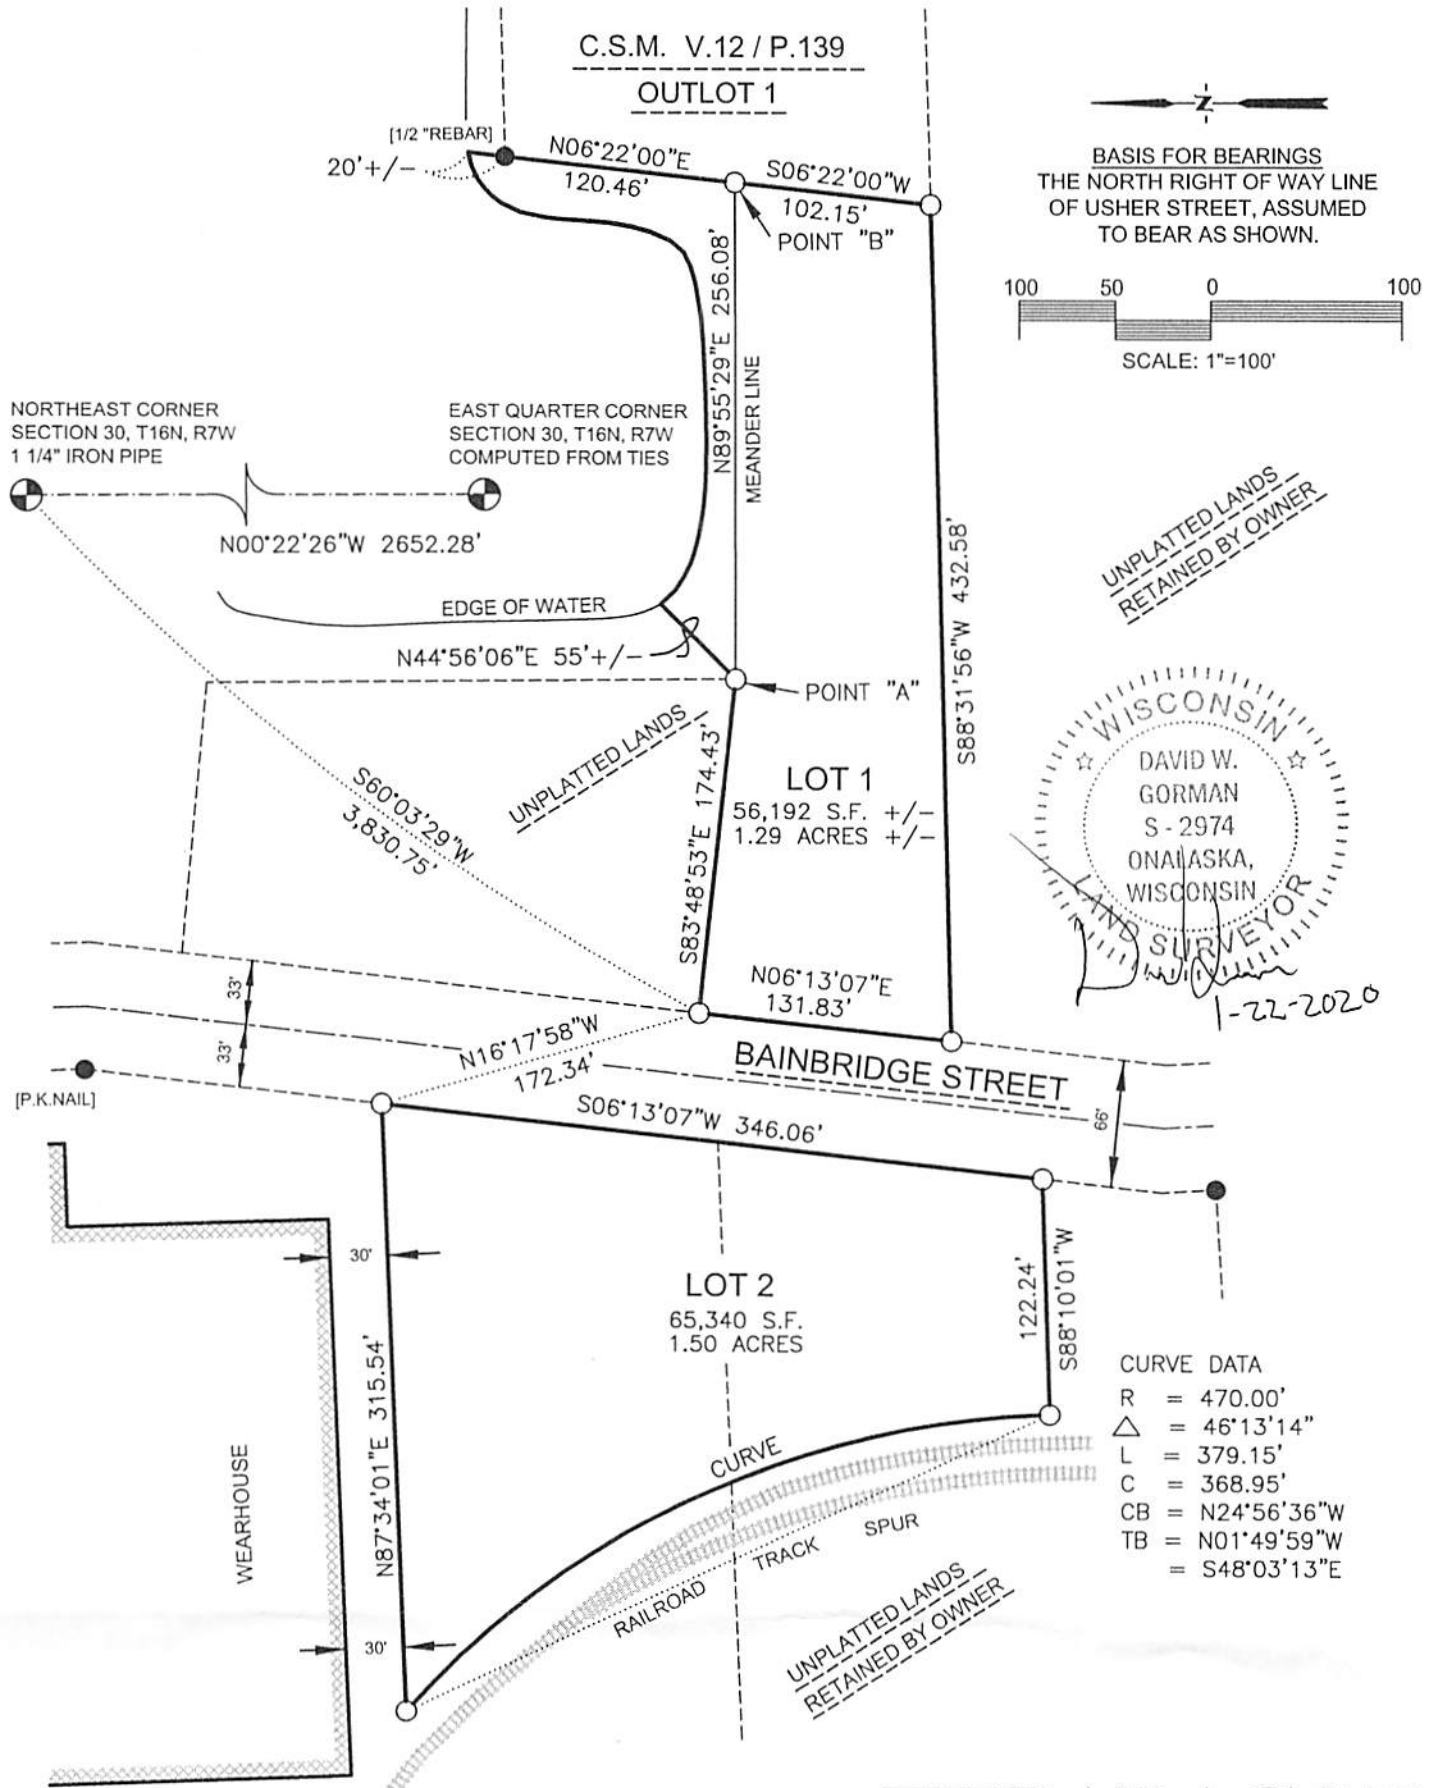 C.S.M. V.12 / P.139
OUTLOT 1
[1/2 "REBAR]
20'+/-
N06°22'00"E
120.46'
S06°22'00"W
102.15'
POINT "B"
Z
BASIS FOR BEARINGS
THE NORTH RIGHT OF WAY LINE
OF USHER STREET, ASSUMED
TO BEAR AS SHOWN.
100 50 0 100
SCALE: 1"=100'
N89°55'29"E 256.08'
MEANDER LINE
NORTHEAST CORNER
SECTION 30, T16N, R7W
1 1/4" IRON PIPE
EAST QUARTER CORNER
SECTION 30, T16N, R7W
COMPUTED FROM TIES
N00°22'26"W 2652.28'
EDGE OF WATER
N44°56'06"E 55'+/-
POINT "A"
S88°31'56"W 432.58'
UNPLATTED LANDS
RETAINED BY OWNER
UNPLATTED LANDS
S60°03'29"W
3,830.75'
S83°48'53"E 174.43'
LOT 1
56,192 S.F. +/-
1.29 ACRES +/-
WISCONSIN
DAVID W.
GORMAN
S - 2974
ONALASKA,
WISCONSIN
LAND SURVEYOR
1-22-2020
N06°13'07"E
131.83'
33'
33'
N16°17'58"W
172.34'
BAINBRIDGE STREET
66'
[P.K.NAIL]
S06°13'07"W 346.06'
30'
LOT 2
65,340 S.F.
1.50 ACRES
122.24'
S88°10'01"W
N87°34'01"E 315.54'
WEARHOUSE
30'
CURVE
RAILROAD TRACK SPUR
UNPLATTED LANDS
RETAINED BY OWNER
CURVE DATA
R = 470.00'
△ = 46°13'14"
L = 379.15'
C = 368.95'
CB = N24°56'36"W
TB = N01°49'59"W
= S48°03'13"E